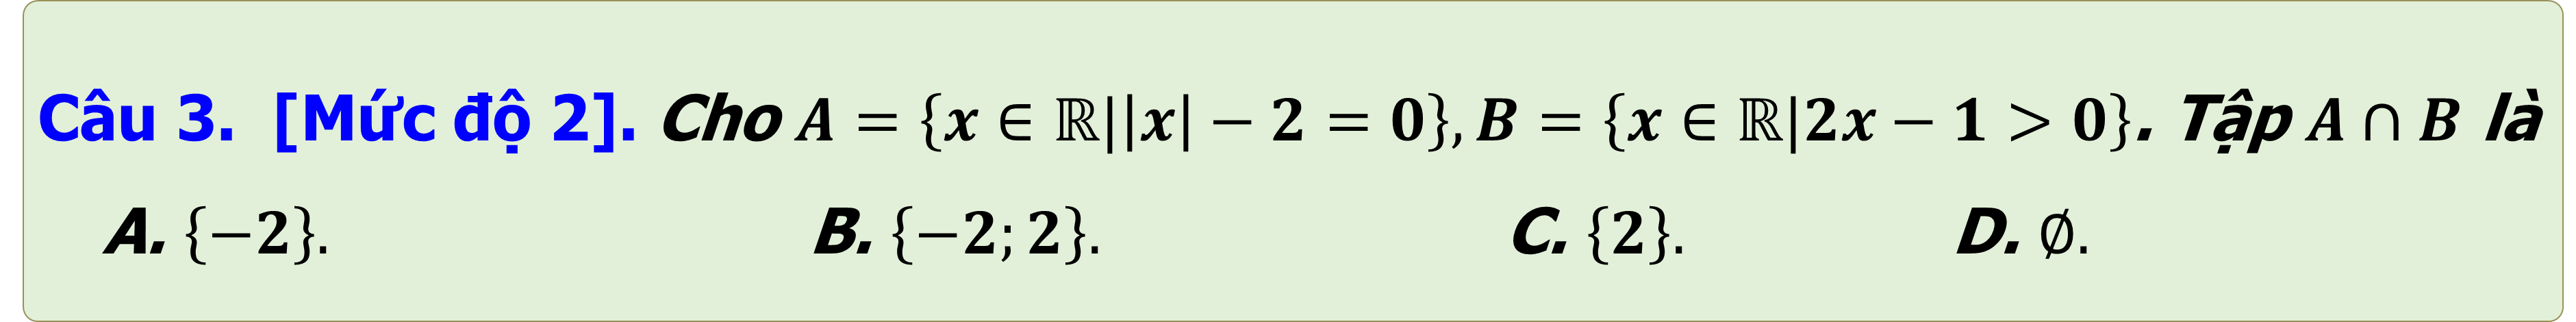 Câu 3. [Mức độ 2]. Cho A = {x ∈ ℝ||x| − 2 = 0}, B = {x ∈ ℝ|2x − 1 > 0}. Tập A ∩ B là
A. {−2}. B. {−2; 2}. C. {2}. D. ∅.